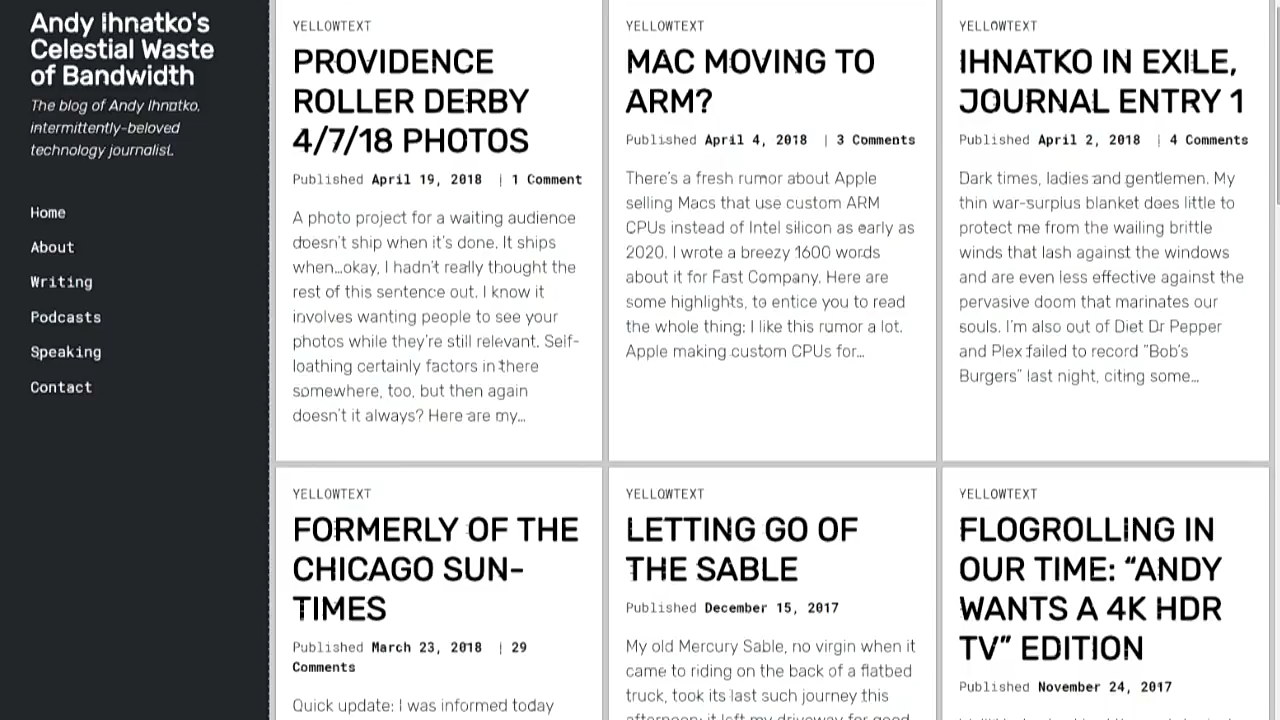 Andy Ihnatko's
Celestial Waste
of Bandwidth
The blog of Andy Ihnatko,
intermittently-beloved
technology journalist.
Home
About
Writing
Podcasts
Speaking
Contact
YELLOWTEXT
PROVIDENCE
ROLLER DERBY
4/7/18 PHOTOS
Published April 19, 2018 | 1 Comment
A photo project for a waiting audience
doesn't ship when it's done. It ships
when…okay, I hadn't really thought the
rest of this sentence out. I know it
involves wanting people to see your
photos while they're still relevant. Self-
loathing certainly factors in there
somewhere, too, but then again
doesn't it always? Here are my…
YELLOWTEXT
MAC MOVING TO
ARM?
Published April 4, 2018 | 3 Comments
There's a fresh rumor about Apple
selling Macs that use custom ARM
CPUs instead of Intel silicon as early as
2020. I wrote a breezy 1600 words
about it for Fast Company. Here are
some highlights, to entice you to read
the whole thing: I like this rumor a lot.
Apple making custom CPUs for…
YELLOWTEXT
IHNATKO IN EXILE,
JOURNAL ENTRY 1
Published April 2, 2018 | 4 Comments
Dark times, ladies and gentlemen. My
thin war-surplus blanket does little to
protect me from the wailing brittle
winds that lash against the windows
and are even less effective against the
pervasive doom that marinates our
souls. I'm also out of Diet Dr Pepper
and Plex failed to record “Bob's
Burgers” last night, citing some…
YELLOWTEXT
FORMERLY OF THE
CHICAGO SUN-
TIMES
Published March 23, 2018 | 29
Comments
Quick update: I was informed today
YELLOWTEXT
LETTING GO OF
THE SABLE
Published December 15, 2017
My old Mercury Sable, no virgin when it
came to riding on the back of a flatbed
truck, took its last such journey this
afternoon; it left my driveway for good
YELLOWTEXT
FLOGROLLING IN
OUR TIME: “ANDY
WANTS A 4K HDR
TV” EDITION
Published November 24, 2017